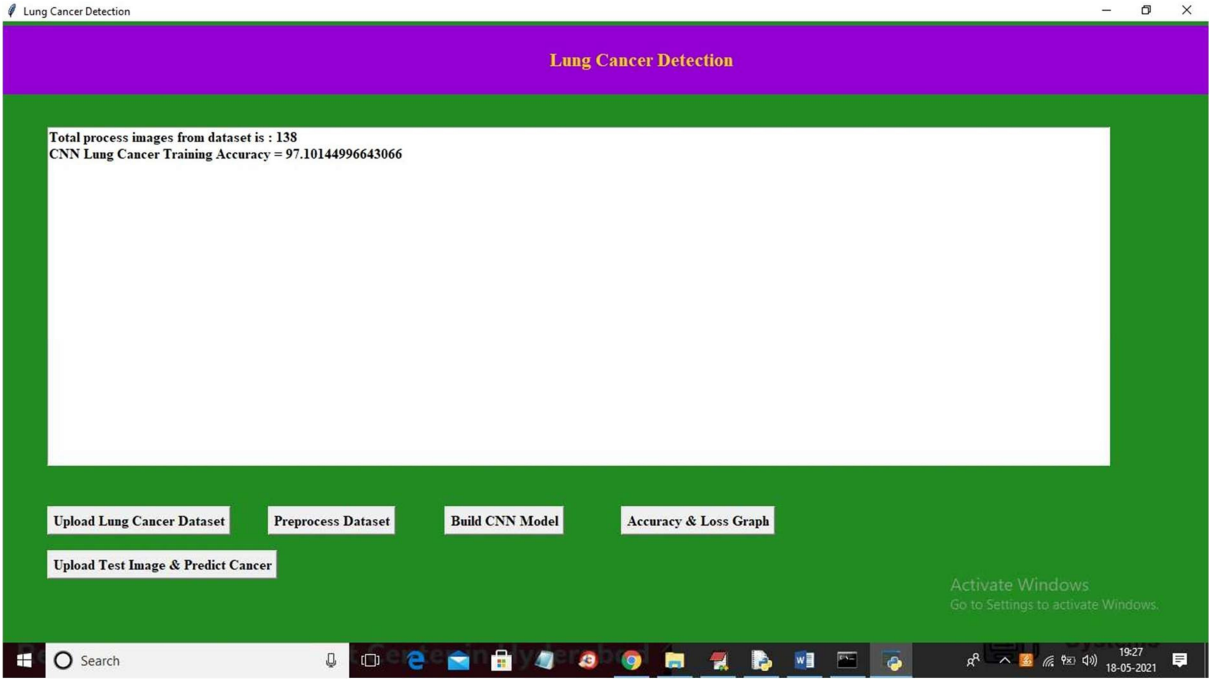 Lung Cancer Detection
Lung Cancer Detection
Total process images from dataset is : 138
CNN Lung Cancer Training Accuracy = 97.10144996643066
Upload Lung Cancer Dataset
Preprocess Dataset
Build CNN Model
Accuracy & Loss Graph
Upload Test Image & Predict Cancer
Activate Windows
Go to Settings to activate Windows.
Search
19:27
18-05-2021